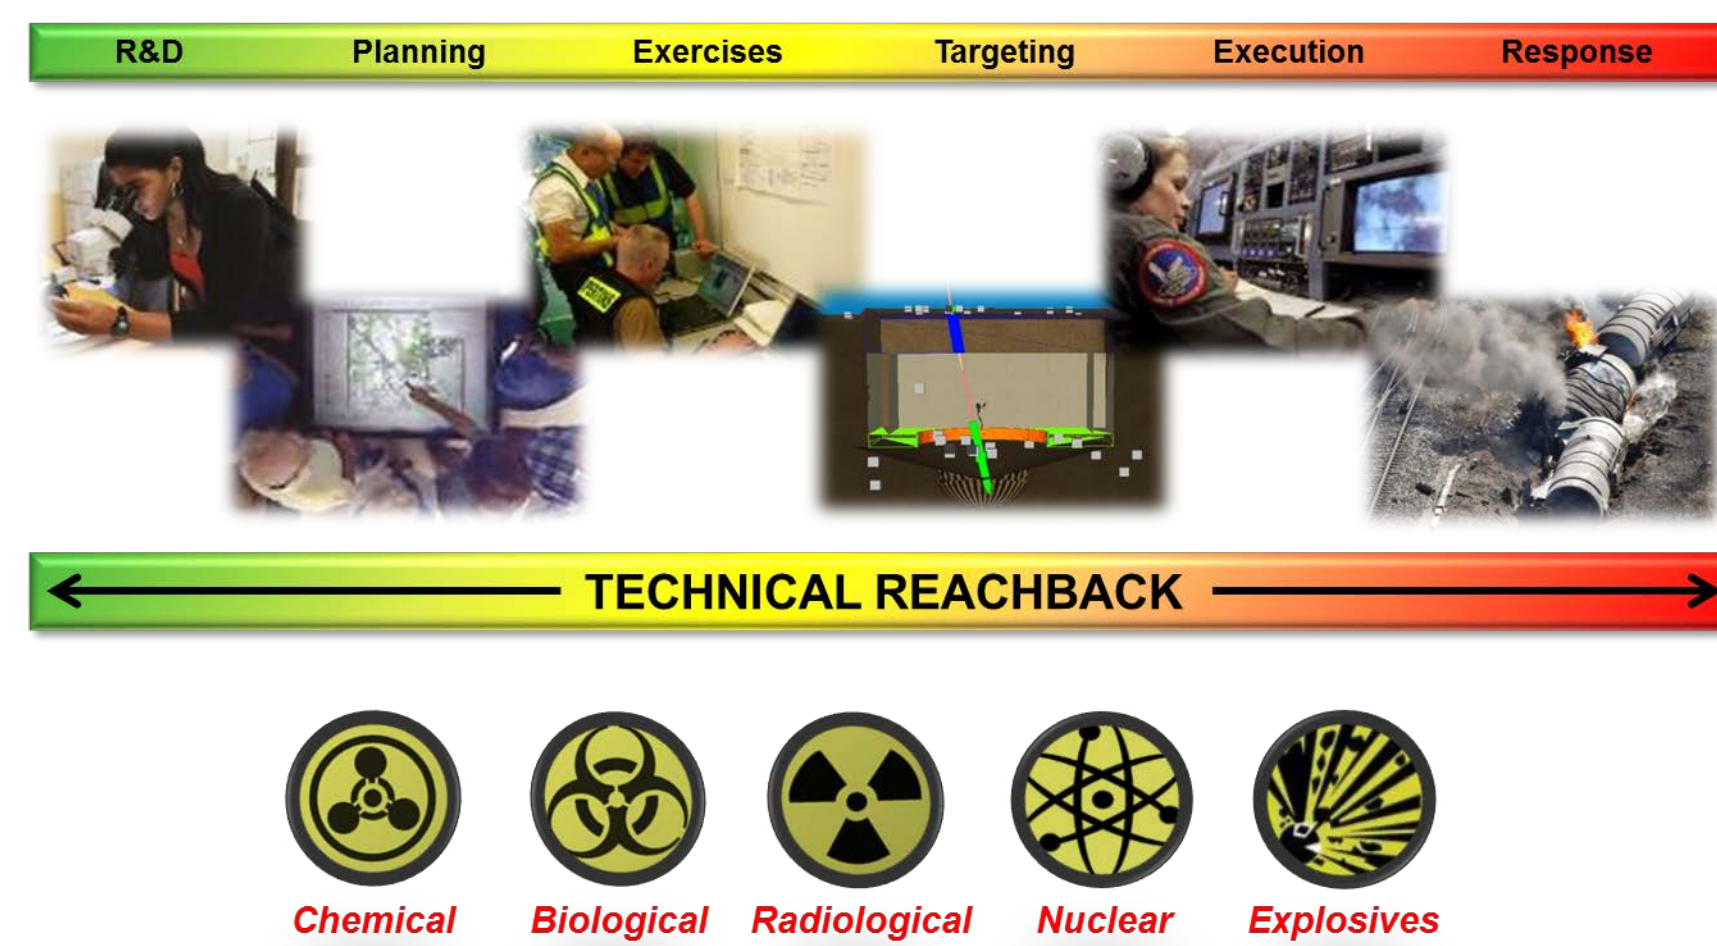 R&D Planning Exercises Targeting Execution Response
TECHNICAL REACHBACK
Chemical Biological Radiological Nuclear Explosives